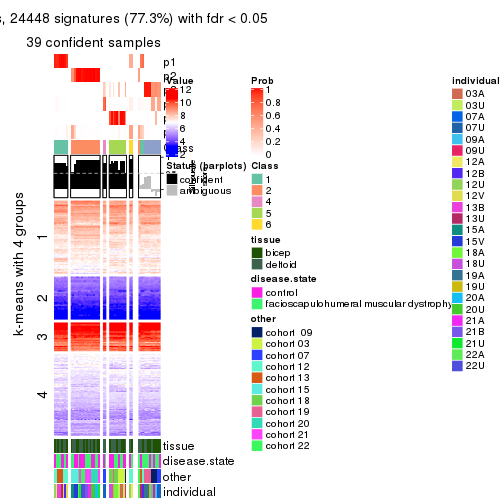 s, 24448 signatures (77.3%) with fdr < 0.05
39 confident samples
p1
p2
Value
12
10
8
6
4
Prob
1
0.8
0.6
0.4
0.2
0
Status (barplots)
confident
ambiguous
Class
1
2
4
5
6
tissue
bicep
deltoid
disease.state
control
facioscapulohumeral muscular dystrophy
other
cohort 09
cohort 03
cohort 07
cohort 12
cohort 13
cohort 15
cohort 18
cohort 19
cohort 20
cohort 21
cohort 22
individual
03A
03U
07A
07U
09A
09U
12A
12B
12U
12V
13B
13U
15A
15V
18A
18U
19A
19U
20A
20U
21A
21B
21U
22A
22U
k-means with 4 groups
1
2
3
4
tissue
disease.state
other
individual